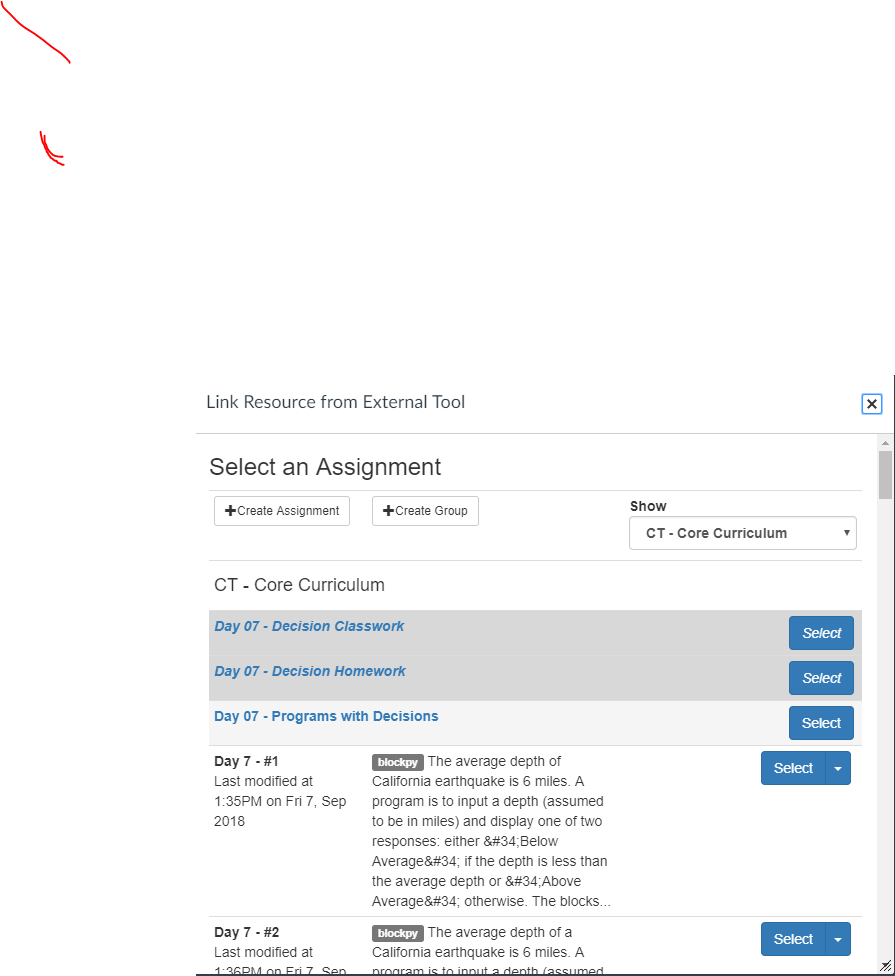 Link Resource from External Tool
Select an Assignment
Create Assignment
Create Group
Show
CT - Core Curriculum
CT - Core Curriculum
Day 07 - Decision Classwork
Select
Day 07 - Decision Homework
Select
Day 07 - Programs with Decisions
Select
Day 7 - #1
Last modified at
1:35PM on Fri 7, Sep
2018
blockpy The average depth of
California earthquake is 6 miles. A
program is to input a depth (assumed
to be in miles) and display one of two
responses: either &#34;Below
Average&#34; if the depth is less than
the average depth or &#34;Above
Average&#34; otherwise. The blocks...
Select
Day 7 - #2
Last modified at
1:36PM on Fri 7, Sep
blockpy The average depth of a
California earthquake is 6 miles. A
program is to input a depth (assumed
Select